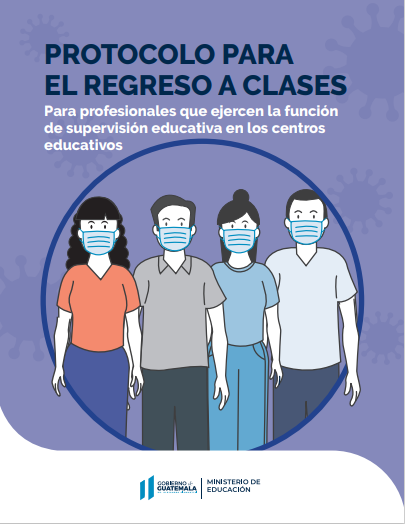 PROTOCOLO PARA
EL REGRESO A CLASES
Para profesionales que ejercen la función
de supervisión educativa en los centros
educativos
GOBIERNO de
GUATEMALA
MINISTERIO DE
EDUCACIÓN